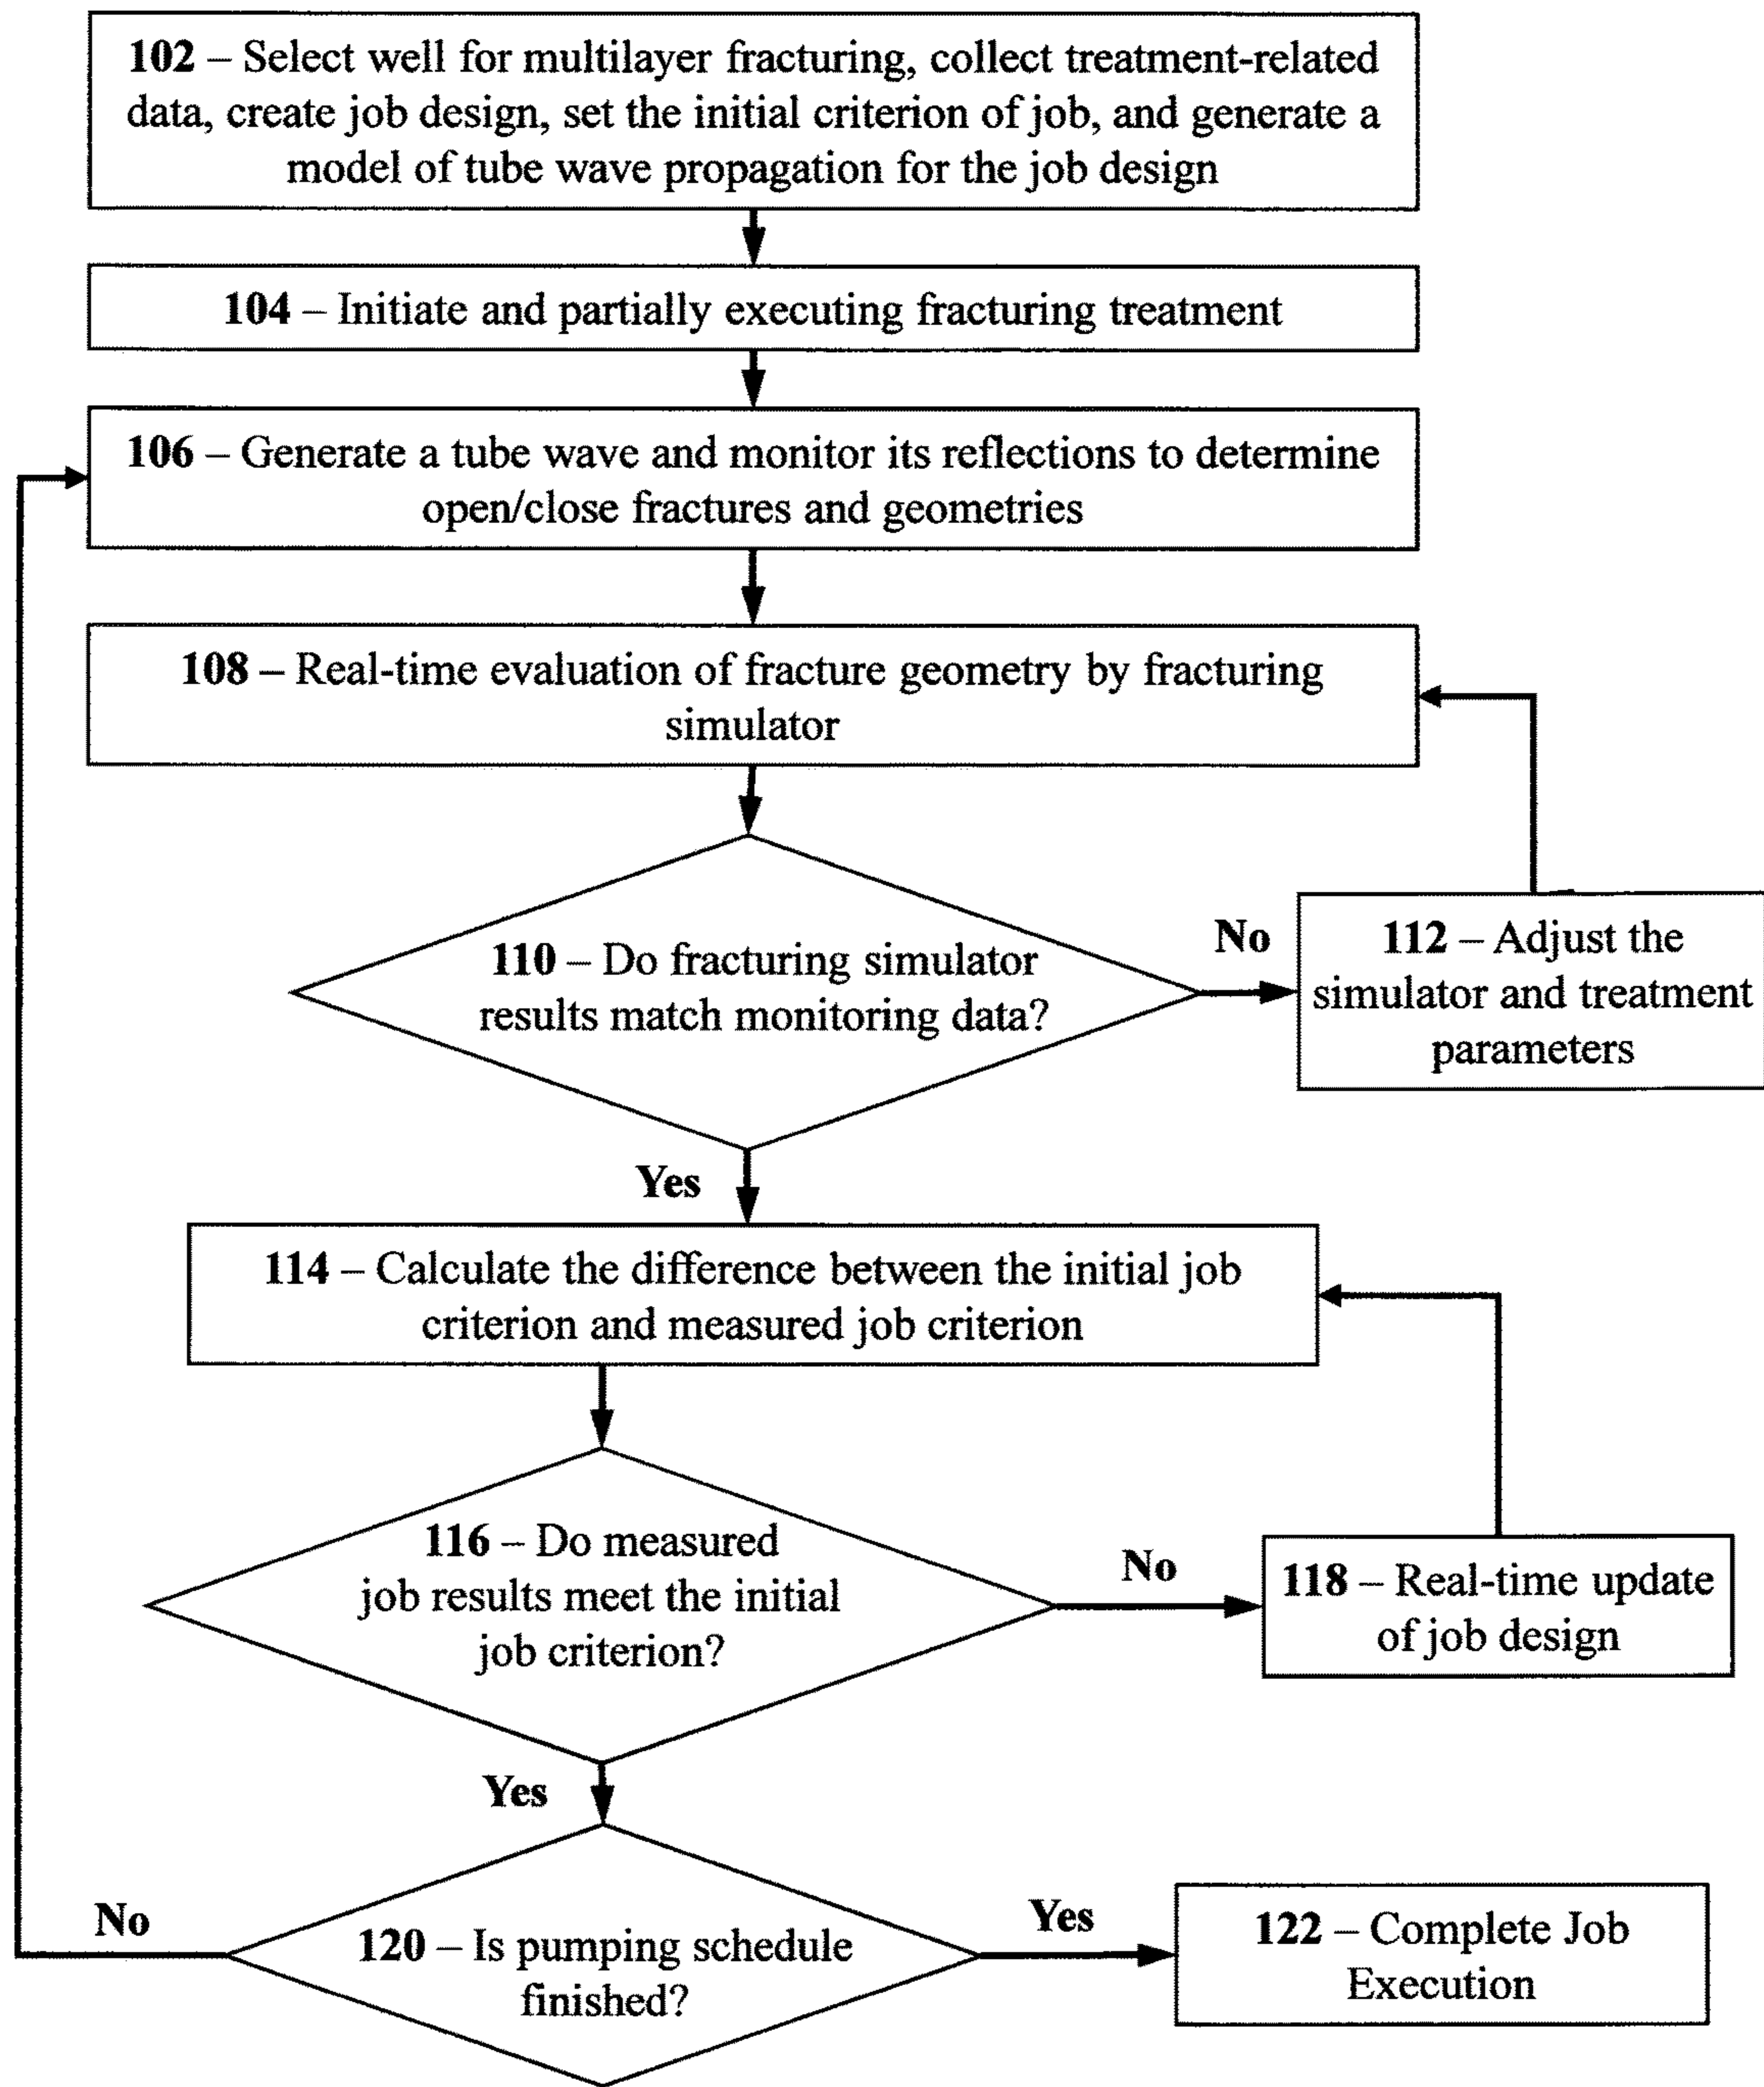 102 – Select well for multilayer fracturing, collect treatment-related
data, create job design, set the initial criterion of job, and generate a
model of tube wave propagation for the job design
104 – Initiate and partially executing fracturing treatment
106 – Generate a tube wave and monitor its reflections to determine
open/close fractures and geometries
108 – Real-time evaluation of fracture geometry by fracturing
simulator
110 – Do fracturing simulator
results match monitoring data?
No
112 – Adjust the
simulator and treatment
parameters
Yes
114 – Calculate the difference between the initial job
criterion and measured job criterion
116 – Do measured
job results meet the initial
job criterion?
No
118 – Real-time update
of job design
Yes
No
120 – Is pumping schedule
finished?
Yes
122 – Complete Job
Execution